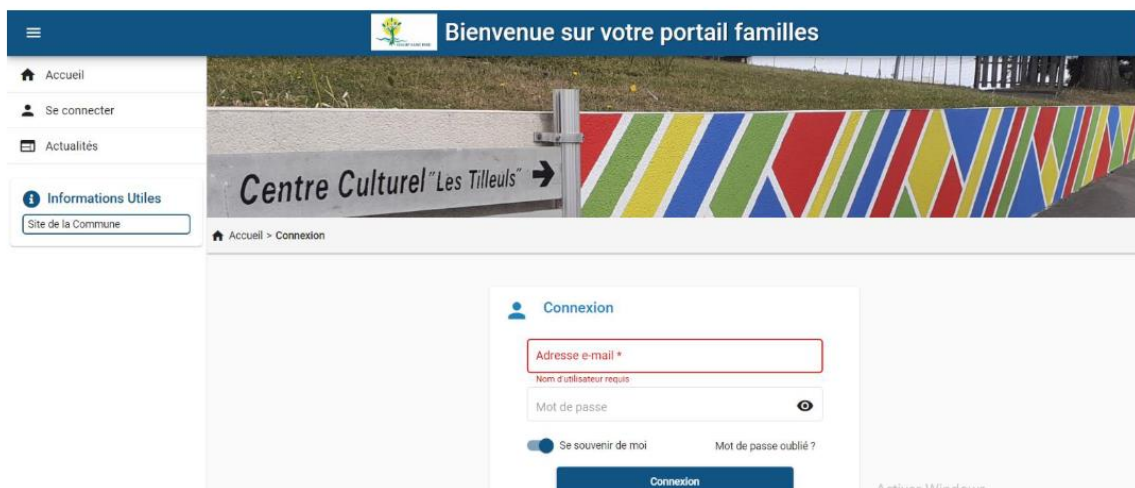 Bienvenue sur votre portail familles
Accueil
Se connecter
Actualités
Informations Utiles
Site de la Commune
Centre Culturel "Les Tilleuls" →
Accueil > Connexion
Connexion
Adresse e-mail *
Nom d'utilisateur requis
Mot de passe
Se souvenir de moi Mot de passe oublié ?
Connexion
Activer Windows